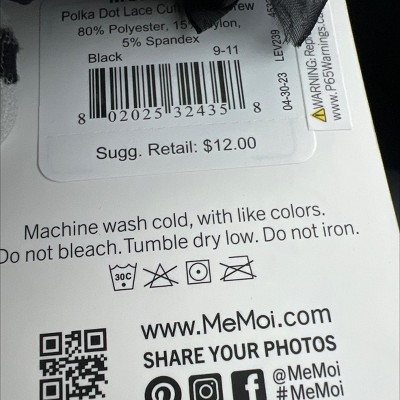 Polka Dot Lace Cu
80% Polyester, 15% Nylon,
5% Spandex
Black 9-11
8 02025 32435 8
Sugg. Retail: $12.00
LEV239
04-30-23
WARNING: Rep
www.P65Warnings.c
Machine wash cold, with like colors.
Do not bleach. Tumble dry low. Do not iron.
30C
www.MeMoi.com
SHARE YOUR PHOTOS
@MeMoi
#MeMoi